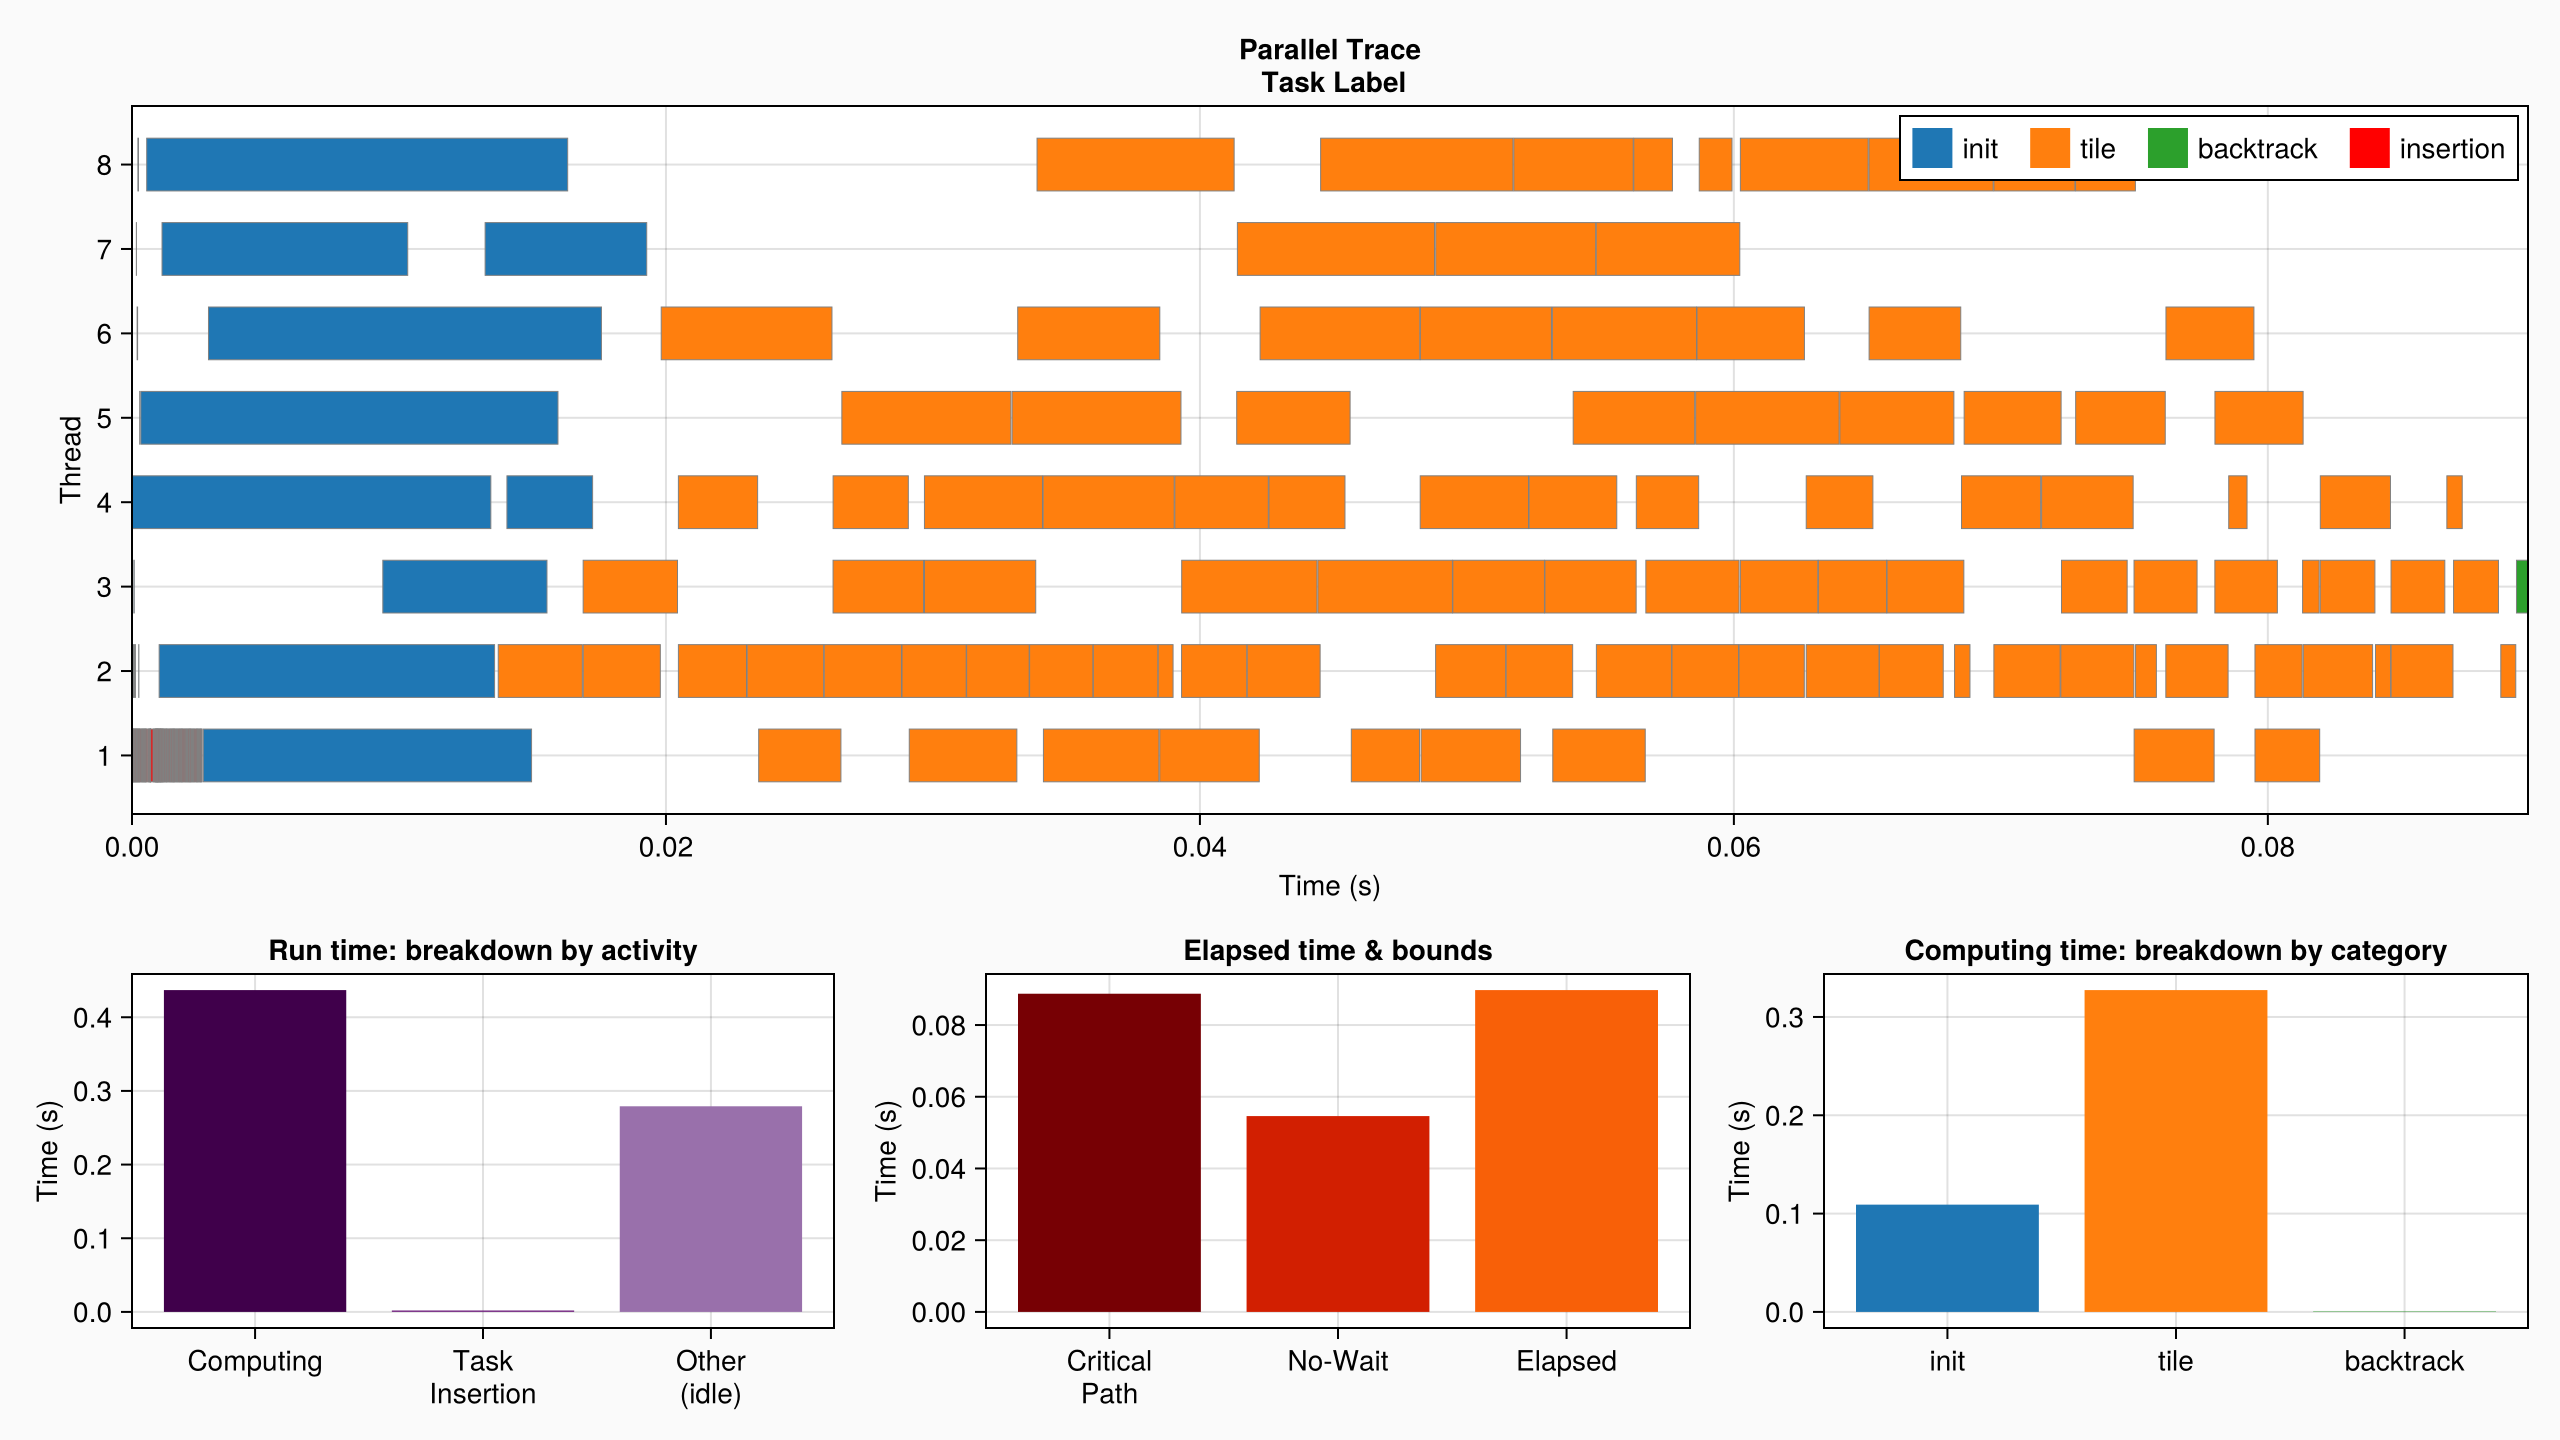 Parallel Trace
Task Label
init tile backtrack insertion
Thread
8
7
6
5
4
3
2
1
0.00 0.02 0.04 0.06 0.08
Time (s)
Run time: breakdown by activity
Time (s)
0.4
0.3
0.2
0.1
0.0
Computing Task Insertion Other (idle)
Elapsed time & bounds
Time (s)
0.08
0.06
0.04
0.02
0.00
Critical Path No-Wait Elapsed
Computing time: breakdown by category
Time (s)
0.3
0.2
0.1
0.0
init tile backtrack